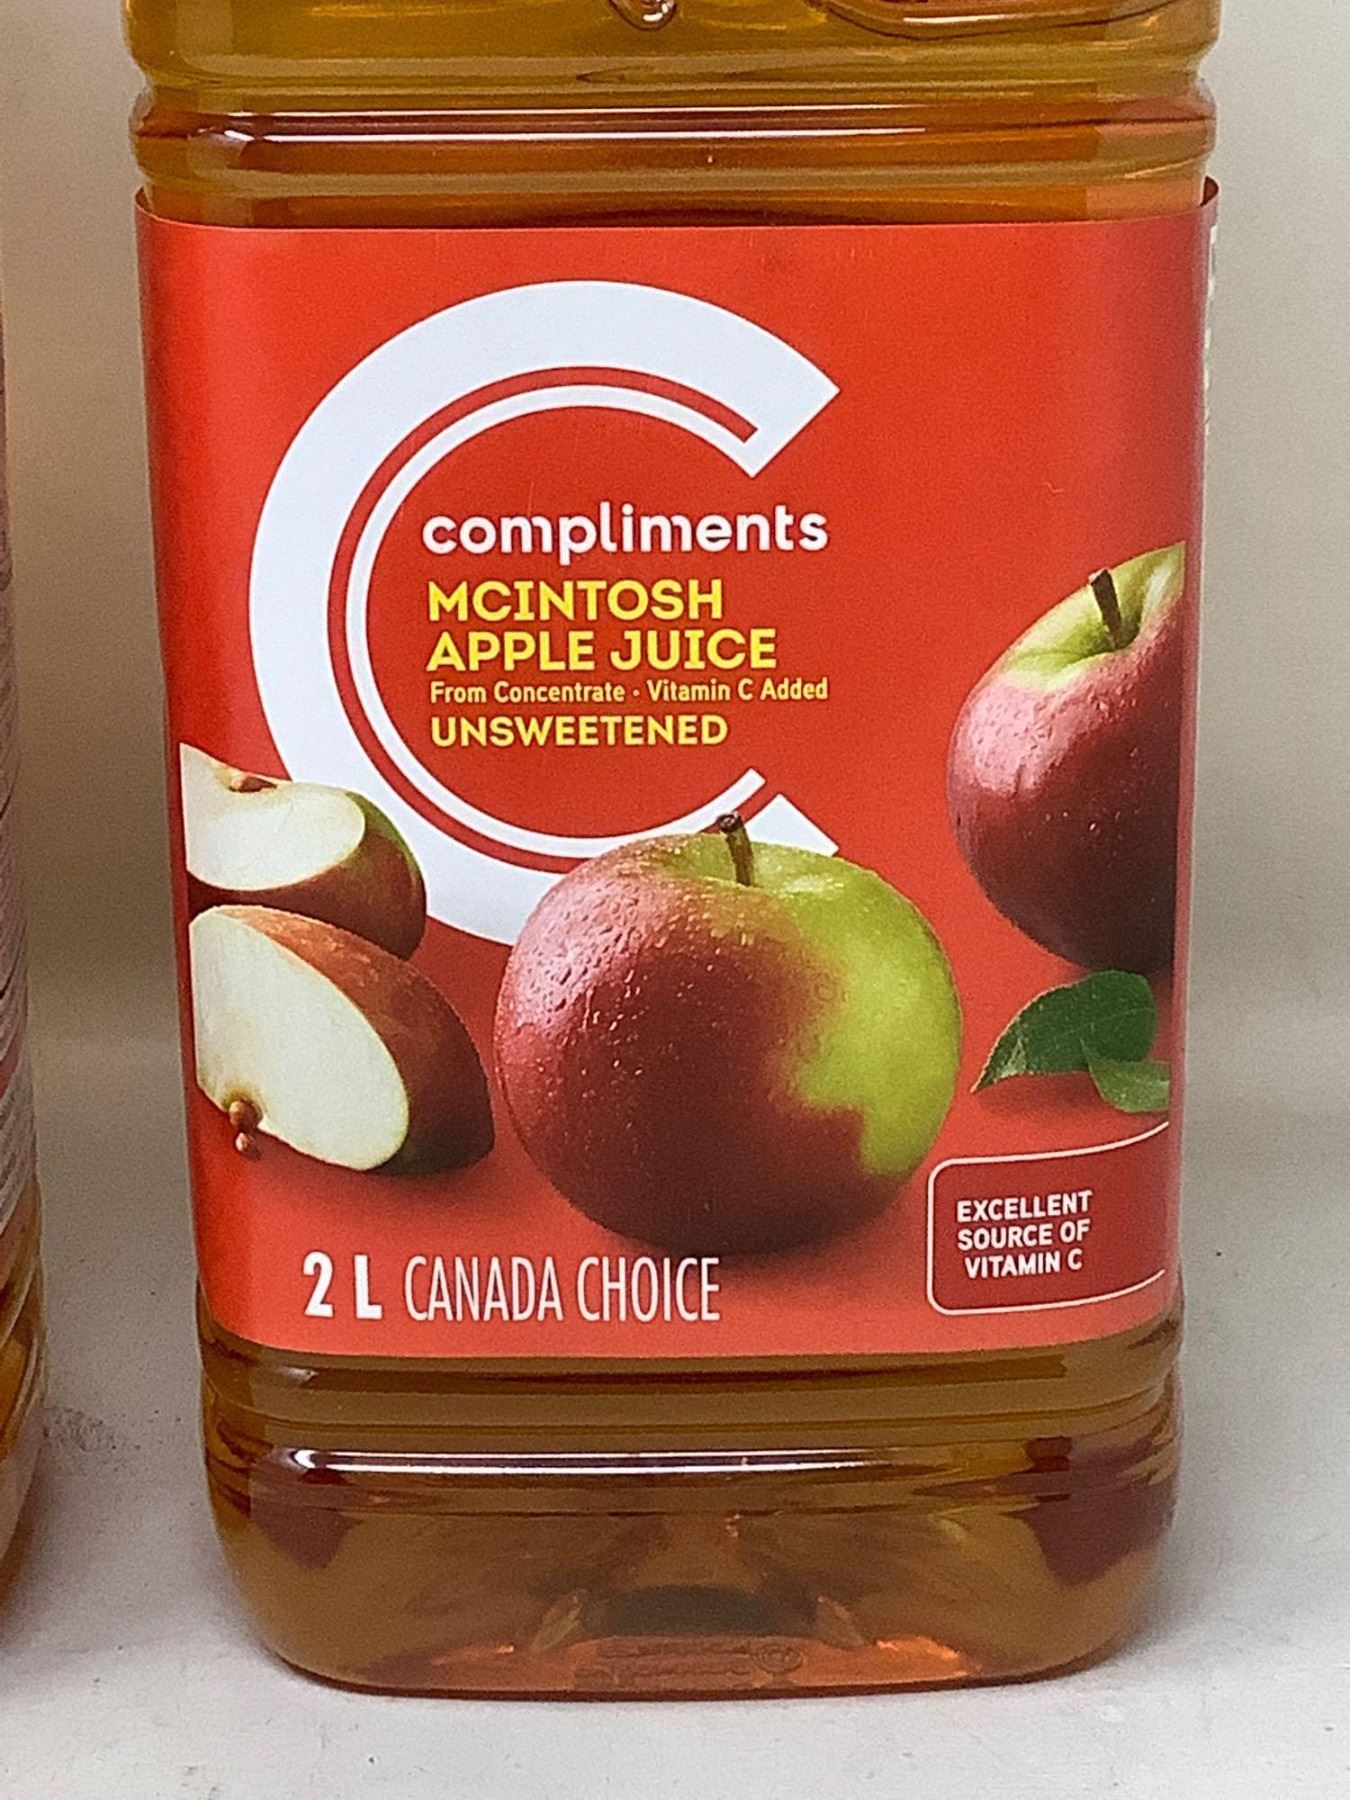 compliments
MCINTOSH
APPLE JUICE
From Concentrate · Vitamin C Added
UNSWEETENED
EXCELLENT
SOURCE OF
VITAMIN C
2 L CANADA CHOICE